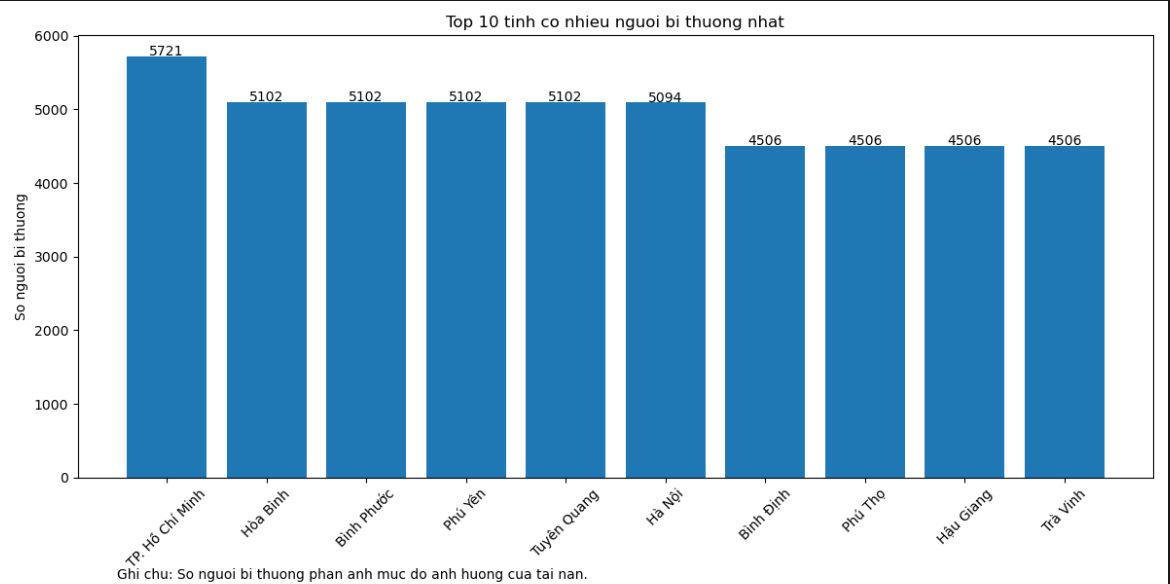 Top 10 tinh co nhieu nguoi bi thuong nhat
So nguoi bi thuong
6000
5000
4000
3000
2000
1000
0
5721
5102
5102
5102
5102
5094
4506
4506
4506
4506
TP. Hồ Chí Minh
Hòa Bình
Bình Phước
Phú Yên
Tuyên Quang
Hà Nội
Bình Định
Phú Thọ
Hậu Giang
Trà Vinh
Ghi chu: So nguoi bi thuong phan anh muc do anh huong cua tai nan.